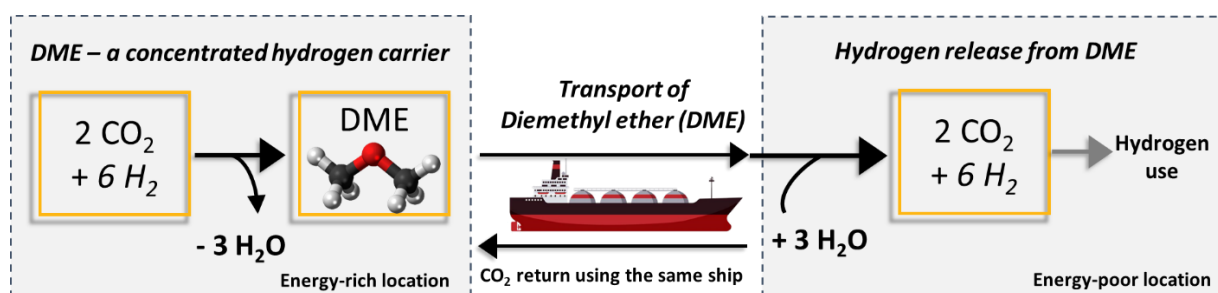 DME – a concentrated hydrogen carrier
2 CO₂
+ 6 H₂
- 3 H₂O
DME
Energy-rich location
Transport of
Diemethyl ether (DME)
CO₂ return using the same ship
Hydrogen release from DME
+ 3 H₂O
2 CO₂
+ 6 H₂
Hydrogen
use
Energy-poor location